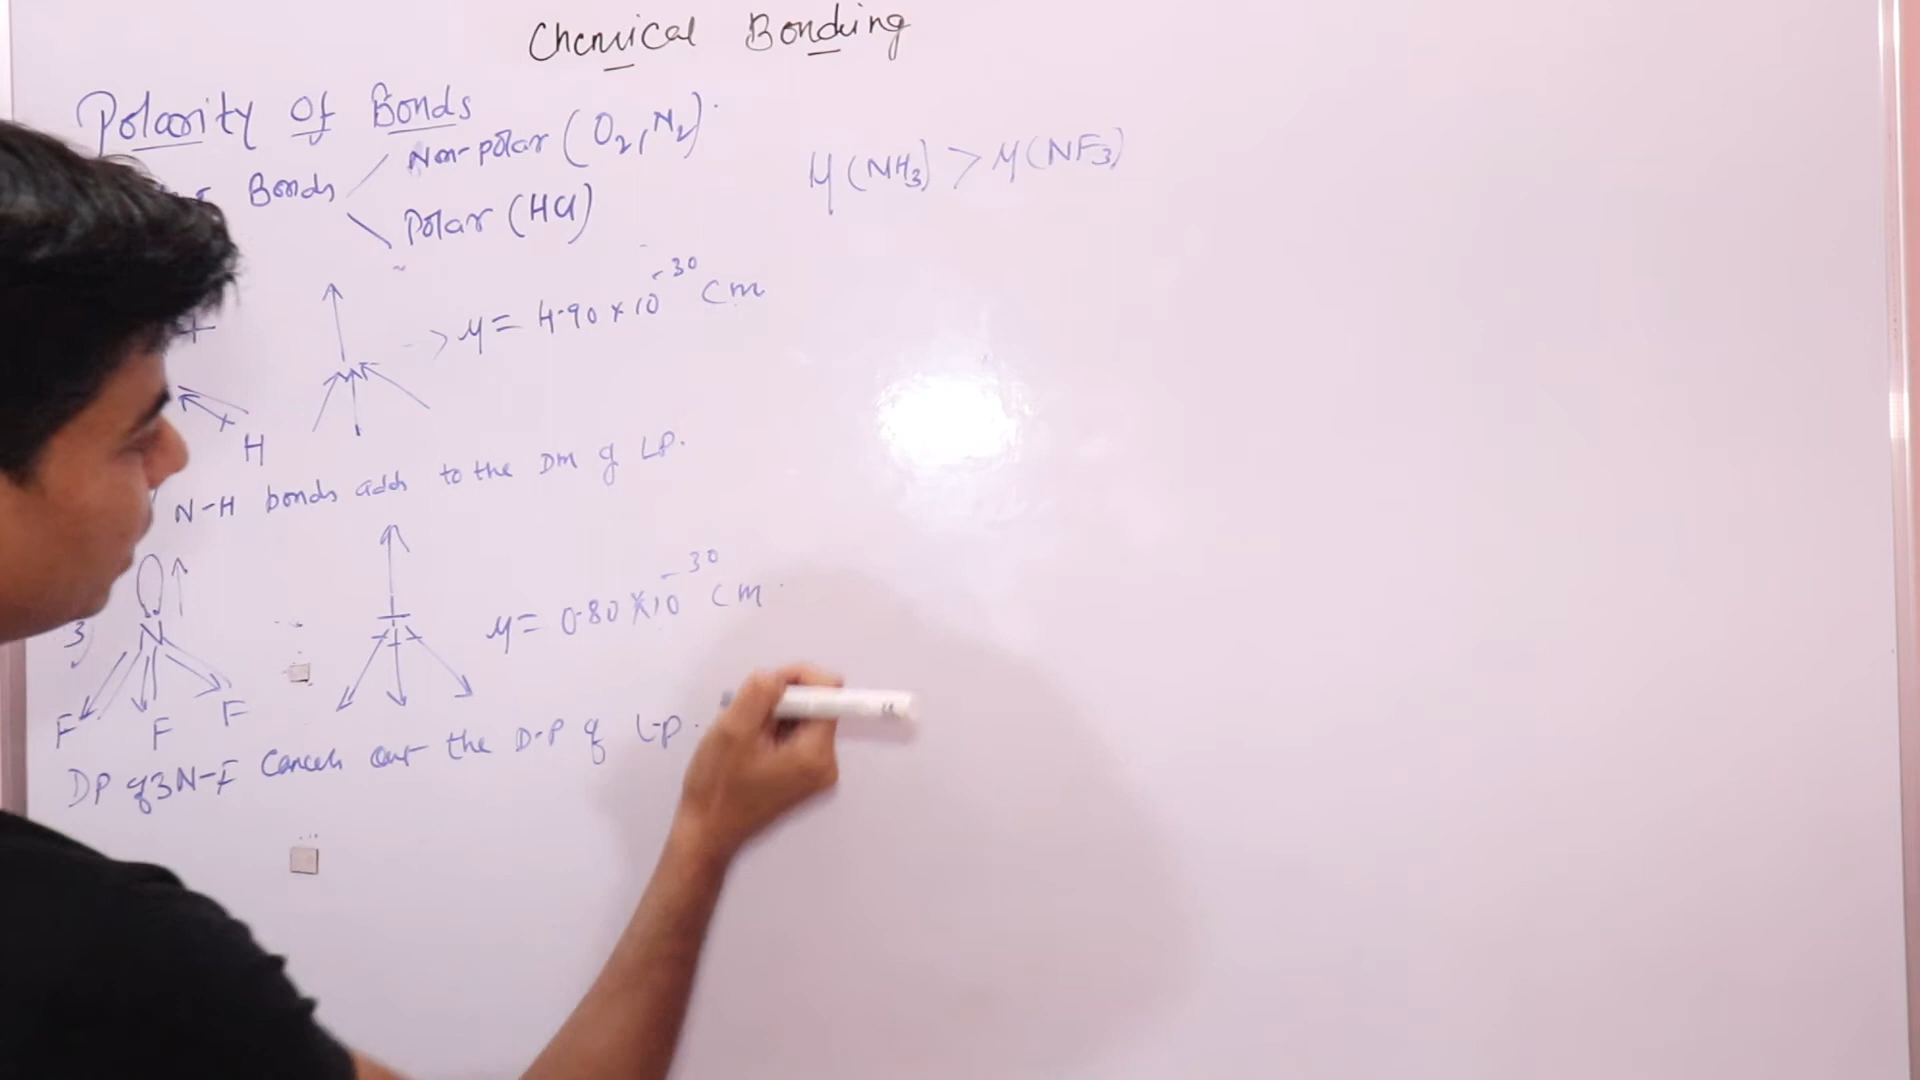 Chemical Bonding
Polarity Of Bonds
Non-polar (O2, N2)
Bonds
Polar (HCl)
μ(NH3) > μ(NF3)
+
→ μ = 4.90 x 10^-30 Cm
H
N-H bonds adds to the DM of LP.
3)
N
F F F
μ = 0.80 x 10^-30 Cm
DP of 3N-F Cancels out the D.P of L.p.